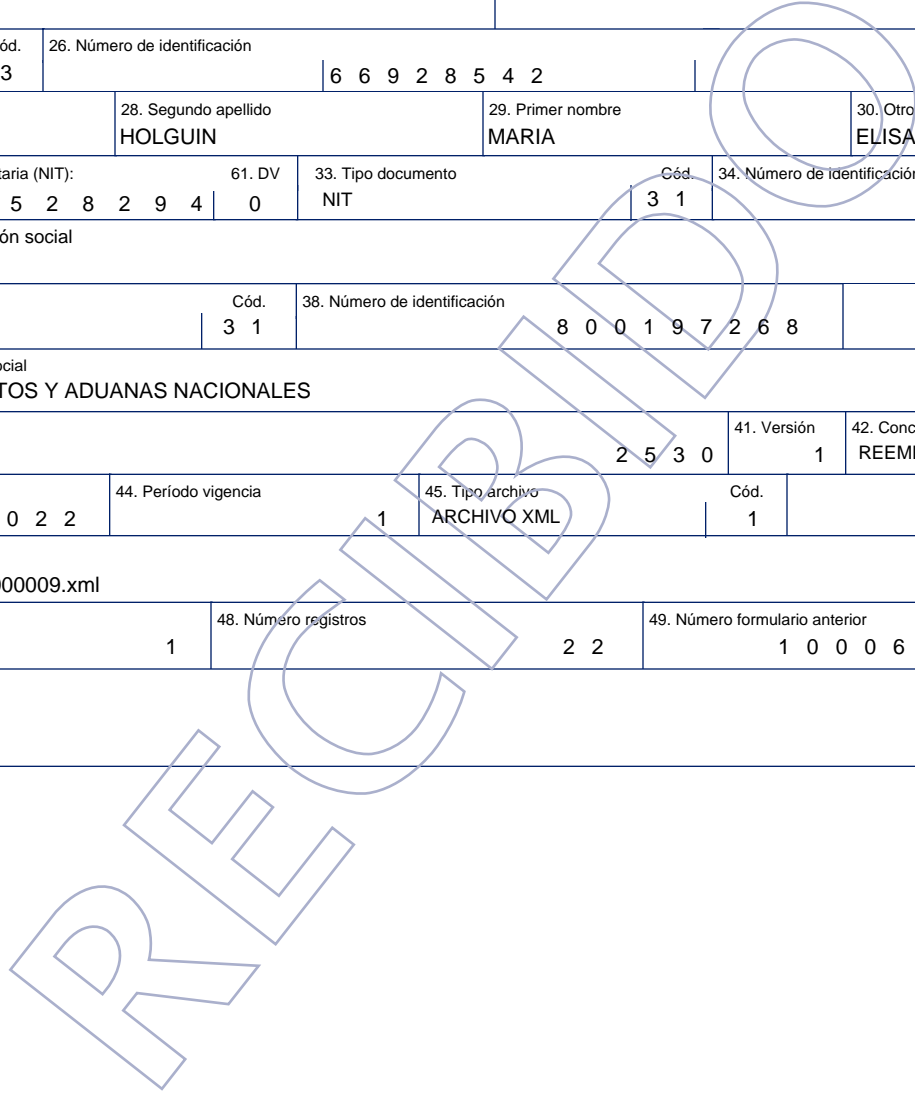 ód. 26. Número de identificación
3 6 6 9 2 8 5 4 2
28. Segundo apellido 29. Primer nombre 30. Otro
HOLGUIN MARIA ELISA
taria (NIT): 61. DV 33. Tipo documento Cód. 34. Número de identificación
5 2 8 2 9 4 0 NIT 3 1
ón social
Cód. 38. Número de identificación
3 1 8 0 0 1 9 7 2 6 8
ocial
TOS Y ADUANAS NACIONALES
41. Versión 42. Conc
2 5 3 0 1 REEM
44. Período vigencia 45. Tipo archivo Cód.
0 2 2 1 ARCHIVO XML 1
000009.xml
48. Número registros 49. Número formulario anterior
1 2 2 1 0 0 0 6
RECIBIDO